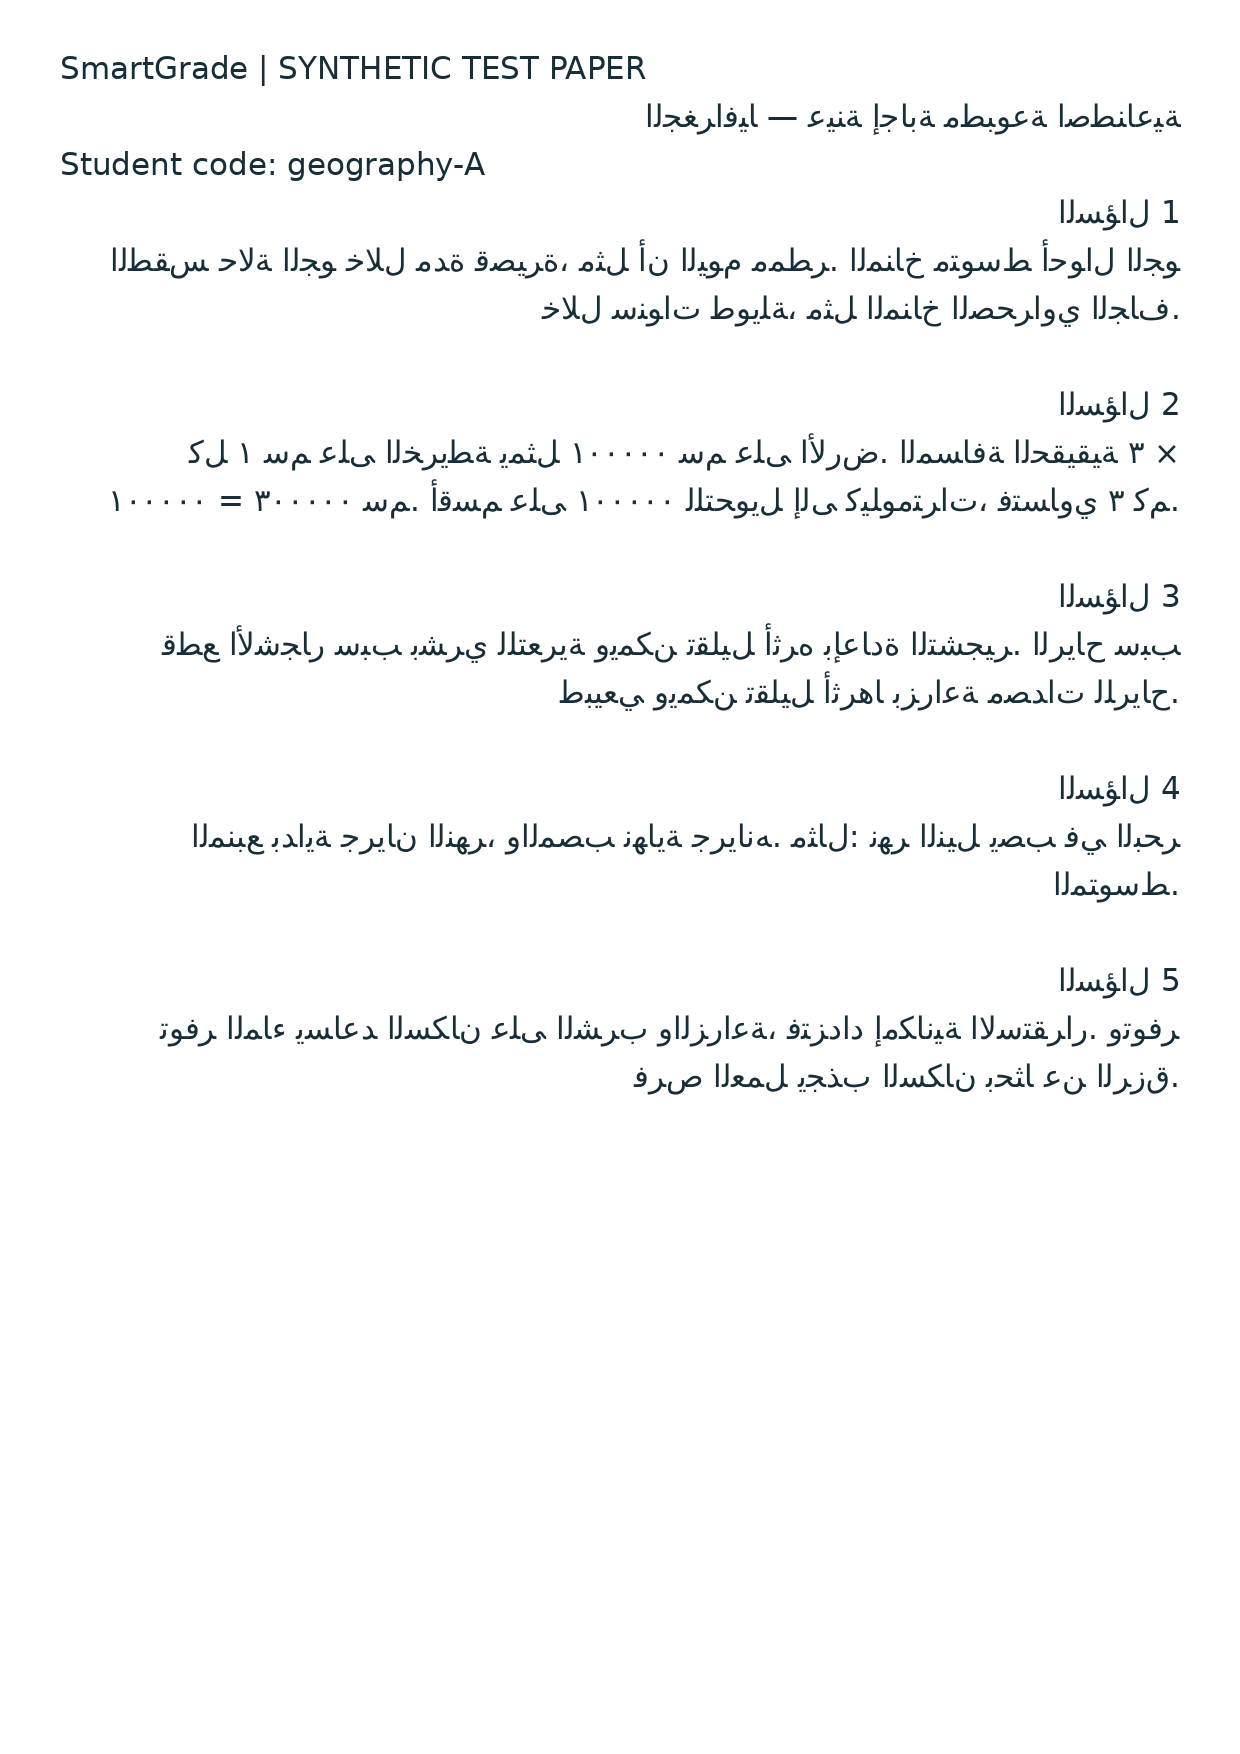 SmartGrade | SYNTHETIC TEST PAPER
الجغرافيا — عينة إجابة مطبوعة اصطناعية
Student code: geography-A
السؤال 1
الطقس حالة الجو خلال مدة قصيرة، مثل أن اليوم ممطر. المناخ متوسط أحوال الجو
خلال سنوات طويلة، مثل المناخ الصحراوي الجاف.
السؤال 2
كل ١ سم على الخريطة يمثل ١٠٠٠٠٠ سم على الأرض. المسافة الحقيقية ٣ ×
١٠٠٠٠٠ = ٣٠٠٠٠٠ سم. أقسم على ١٠٠٠٠٠ للتحويل إلى كيلومترات، فتساوي ٣ كم.
السؤال 3
قطع الأشجار سبب بشري للتعرية ويمكن تقليل أثره بإعادة التشجير. الرياح سبب
طبيعي ويمكن تقليل أثرها بزراعة مصدات للرياح.
السؤال 4
المنبع بداية جريان النهر، والمصب نهاية جريانه. مثال: نهر النيل يصب في البحر
المتوسط.
السؤال 5
توفر الماء يساعد السكان على الشرب والزراعة، فتزداد إمكانية الاستقرار. وتوفر
فرص العمل يجذب السكان بحثا عن الرزق.